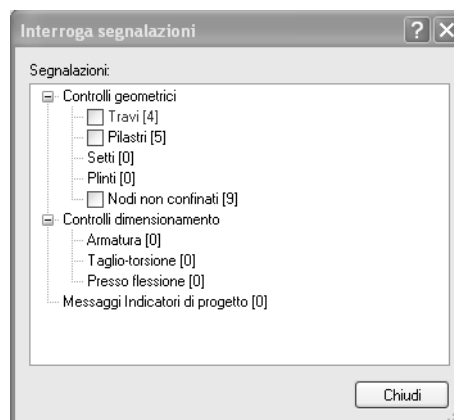 Interroga segnalazioni
Segnalazioni:
Controlli geometrici
Travi [4]
Pilastri [5]
Setti [0]
Plinti [0]
Nodi non confinati [9]
Controlli dimensionamento
Armatura [0]
Taglio-torsione [0]
Presso flessione [0]
Messaggi Indicatori di progetto [0]
Chiudi